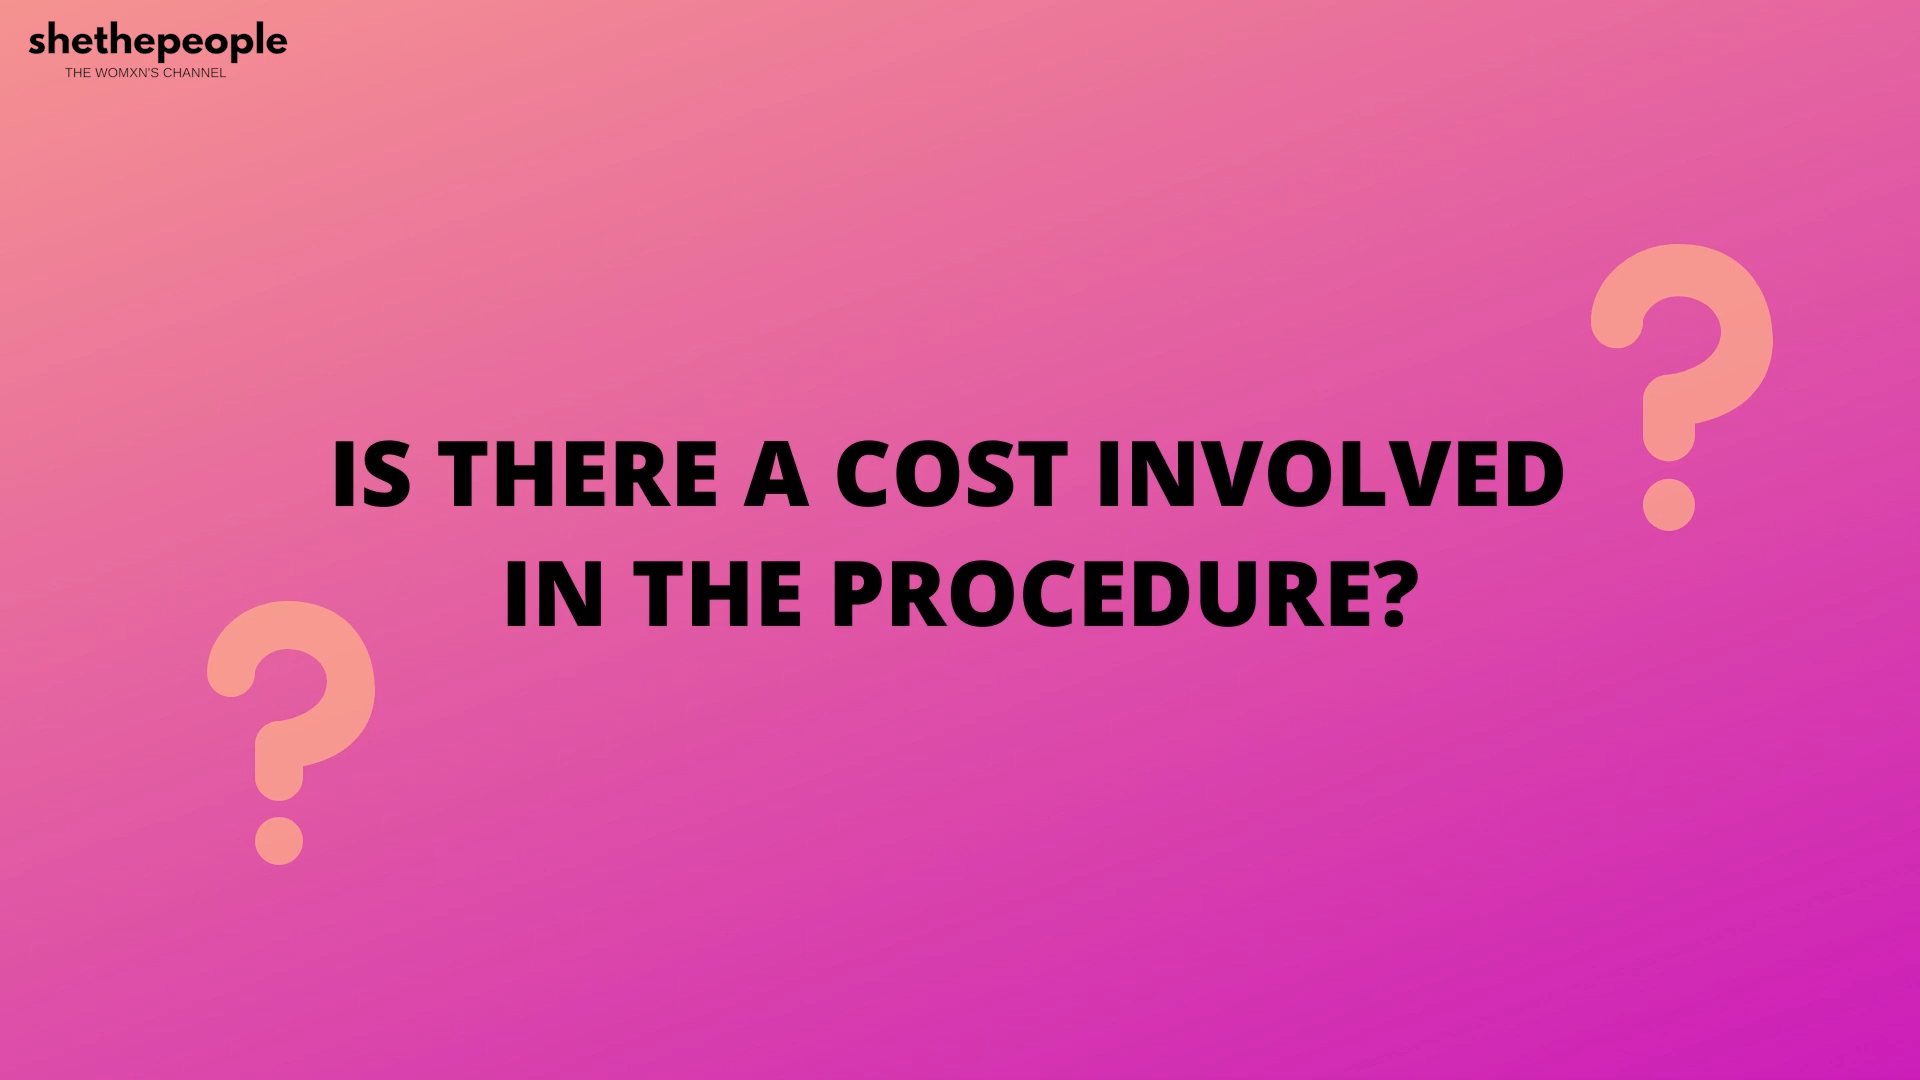 shethepeople
THE WOMXN'S CHANNEL
IS THERE A COST INVOLVED
IN THE PROCEDURE?